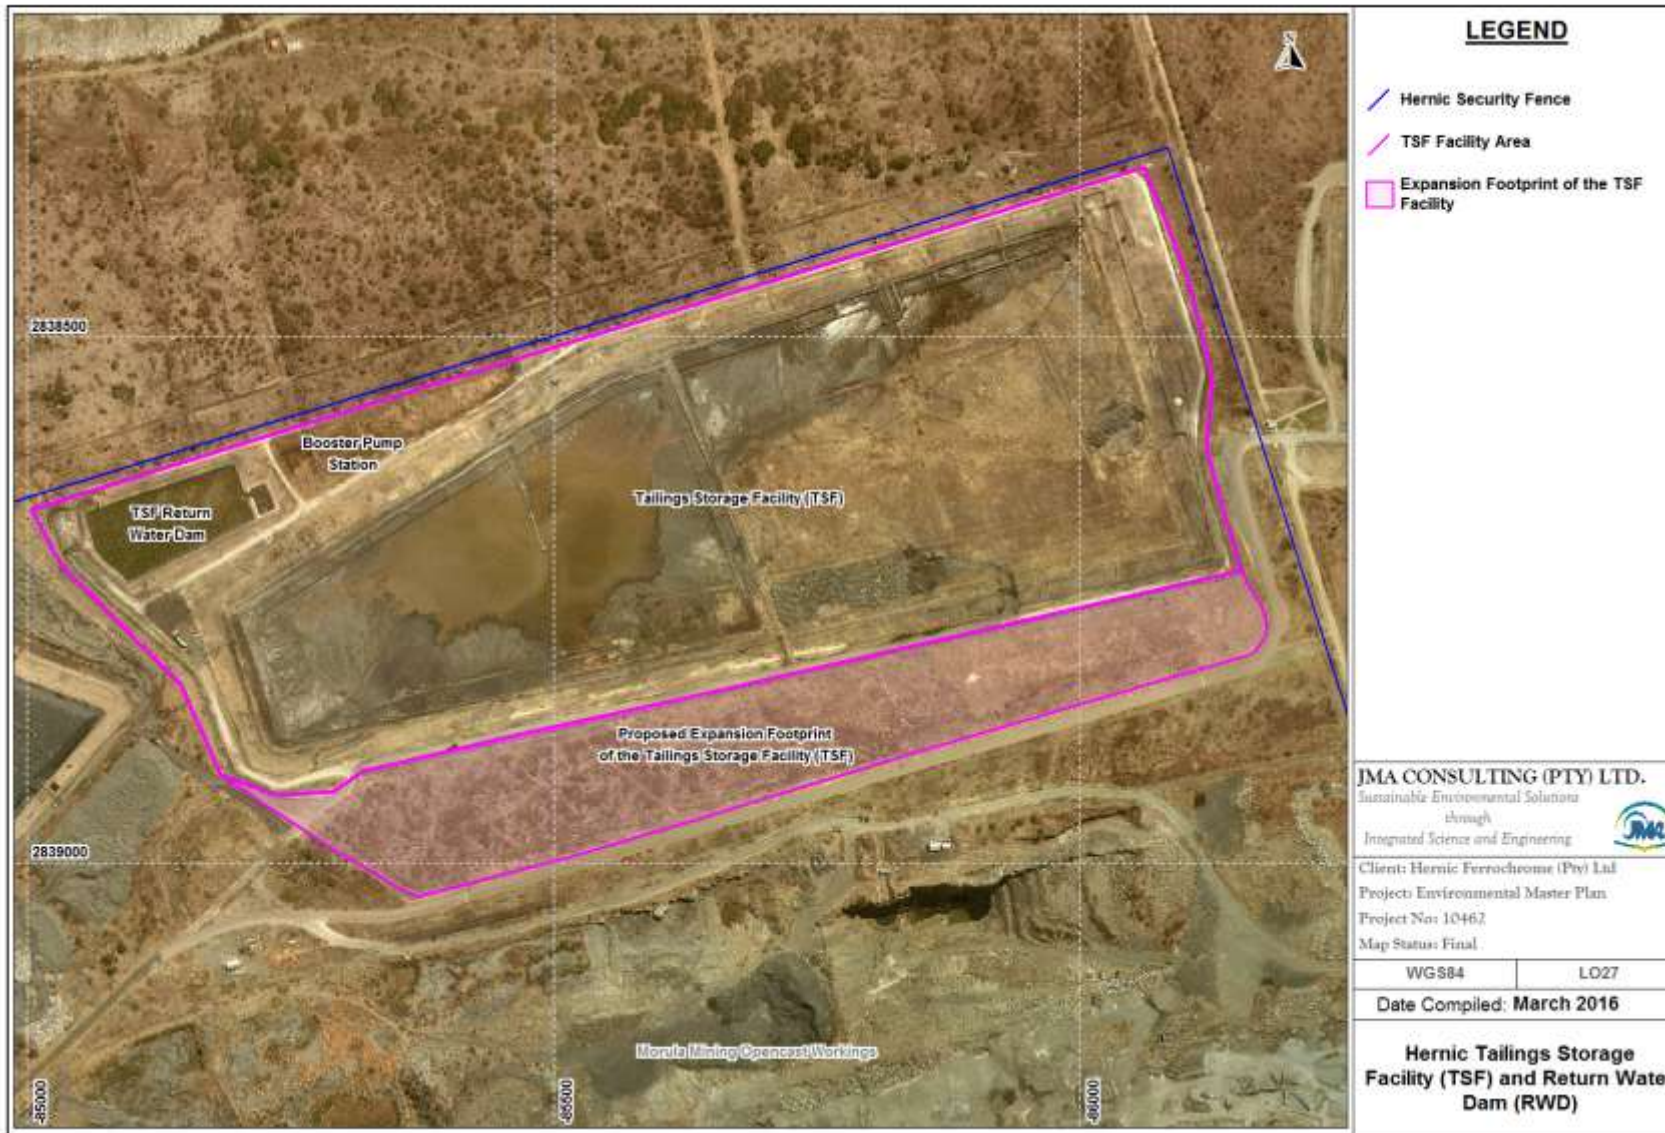 LEGEND
Hernic Security Fence
TSF Facility Area
Expansion Footprint of the TSF
Facility
N
2838500
Booster Pump
Station
TSF Return
Water Dam
Tailings Storage Facility (TSF)
Proposed Expansion Footprint
of the Tailings Storage Facility (TSF)
2839000
Morula Mining Opencast Workings
-85000
-85500
-86000
JMA CONSULTING (PTY) LTD.
Sustainable Environmental Solutions
through
Integrated Science and Engineering
JMA
Client: Hernic Ferrochrome (Pty) Ltd
Project: Environmental Master Plan
Project No: 10462
Map Status: Final
WGS84 LO27
Date Compiled: March 2016
Hernic Tailings Storage
Facility (TSF) and Return Wate
Dam (RWD)